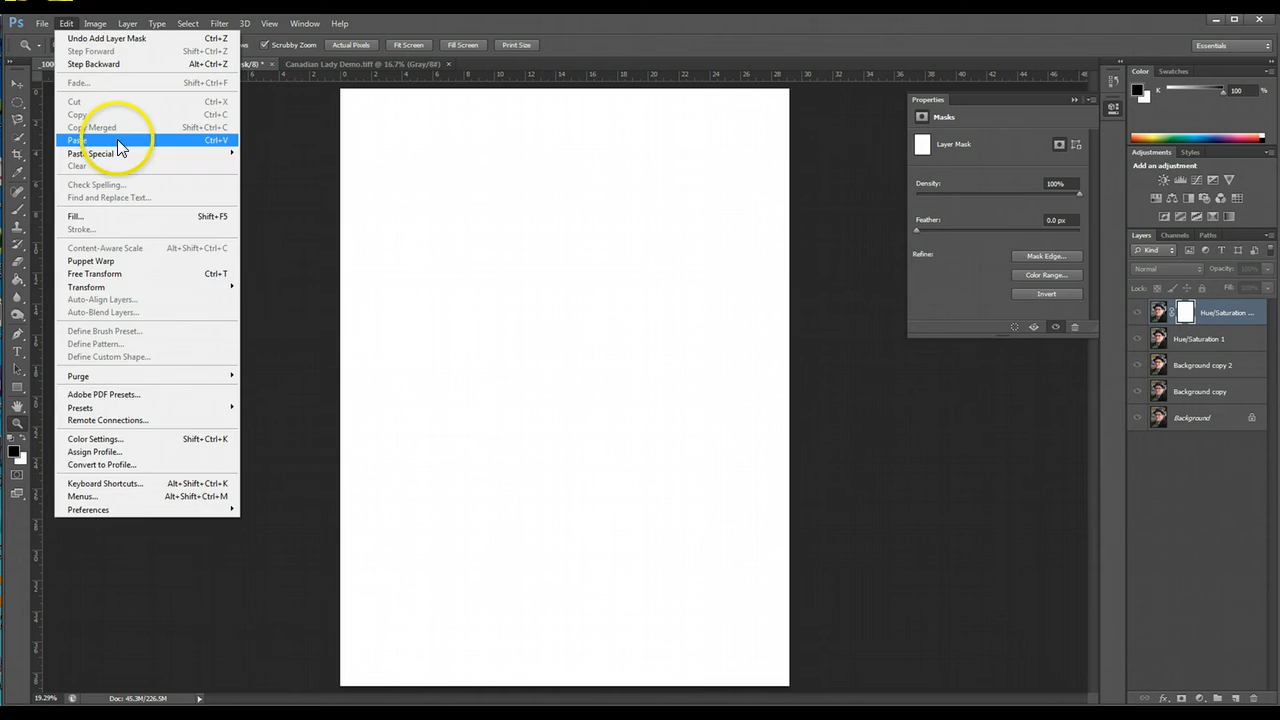 Ps File Edit Image Layer Type Select Filter 3D View Window Help
Scrubby Zoom Actual Pixels Fit Screen Fill Screen Print Size Essentials
Canadian Lady Demo.tiff @ 16.7% (Gray/8#) ×
Undo Add Layer Mask Ctrl+Z
Step Forward Shift+Ctrl+Z
Step Backward Alt+Ctrl+Z
Fade... Shift+Ctrl+F
Cut Ctrl+X
Copy Ctrl+C
Copy Merged Shift+Ctrl+C
Paste Ctrl+V
Paste Special
Clear
Check Spelling...
Find and Replace Text...
Fill... Shift+F5
Stroke...
Content-Aware Scale Alt+Shift+Ctrl+C
Puppet Warp
Free Transform Ctrl+T
Transform
Auto-Align Layers...
Auto-Blend Layers...
Define Brush Preset...
Define Pattern...
Define Custom Shape...
Purge
Adobe PDF Presets...
Presets
Remote Connections...
Color Settings... Shift+Ctrl+K
Assign Profile...
Convert to Profile...
Keyboard Shortcuts... Alt+Shift+Ctrl+K
Menus... Alt+Shift+Ctrl+M
Preferences
Properties
Masks
Layer Mask
Density: 100%
Feather: 0.0 px
Refine: Mask Edge...
Color Range...
Invert
Color Swatches
K 100 %
Adjustments Styles
Add an adjustment
Layers Channels Paths
Kind
Normal Opacity: 100%
Lock: Fill: 100%
Hue/Saturation ...
Hue/Saturation 1
Background copy 2
Background copy
Background
19.29% Doc: 45.3M/226.5M